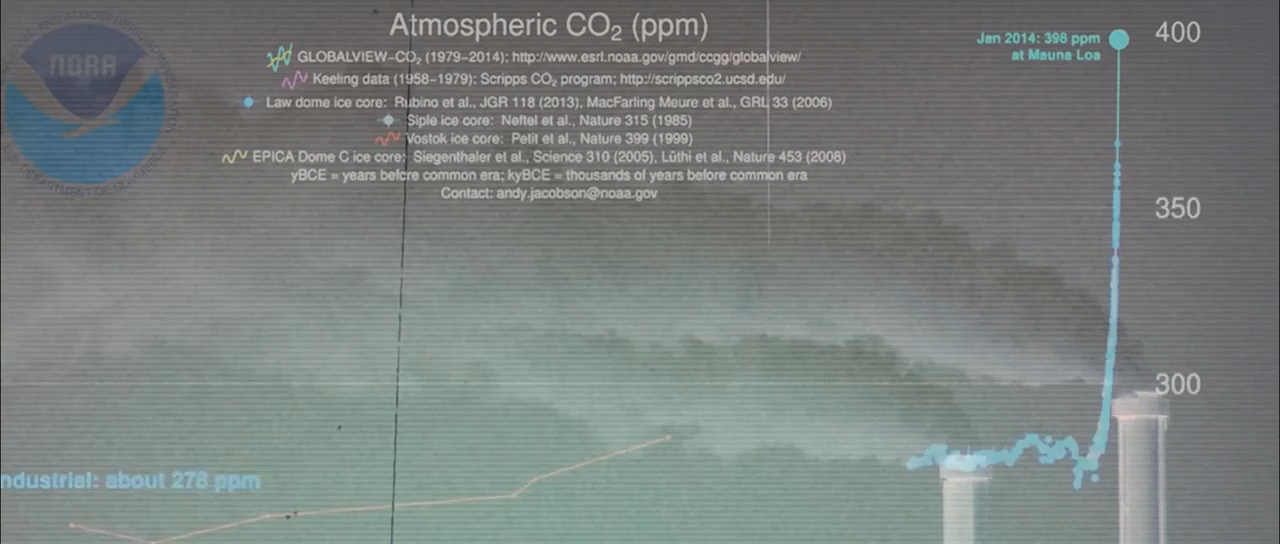 Atmospheric CO₂ (ppm)
GLOBALVIEW-CO₂ (1979-2014); http://www.esrl.noaa.gov/gmd/ccgg/globalview/
Keeling data (1958-1979): Scripps CO₂ program; http://scrippsco2.ucsd.edu/
Law dome ice core: Rubino et al., JGR 118 (2013), MacFarling Meure et al., GRL 33 (2006)
Siple ice core: Neftel et al., Nature 315 (1985)
Vostok ice core: Petit et al., Nature 399 (1999)
EPICA Dome C ice core: Siegenthaler et al., Science 310 (2005), Lüthi et al., Nature 453 (2008)
yBCE = years before common era; kyBCE = thousands of years before common era
Contact: andy.jacobson@noaa.gov
NOAA
Jan 2014: 398 ppm
at Mauna Loa
400
350
300
ndustrial: about 278 ppm